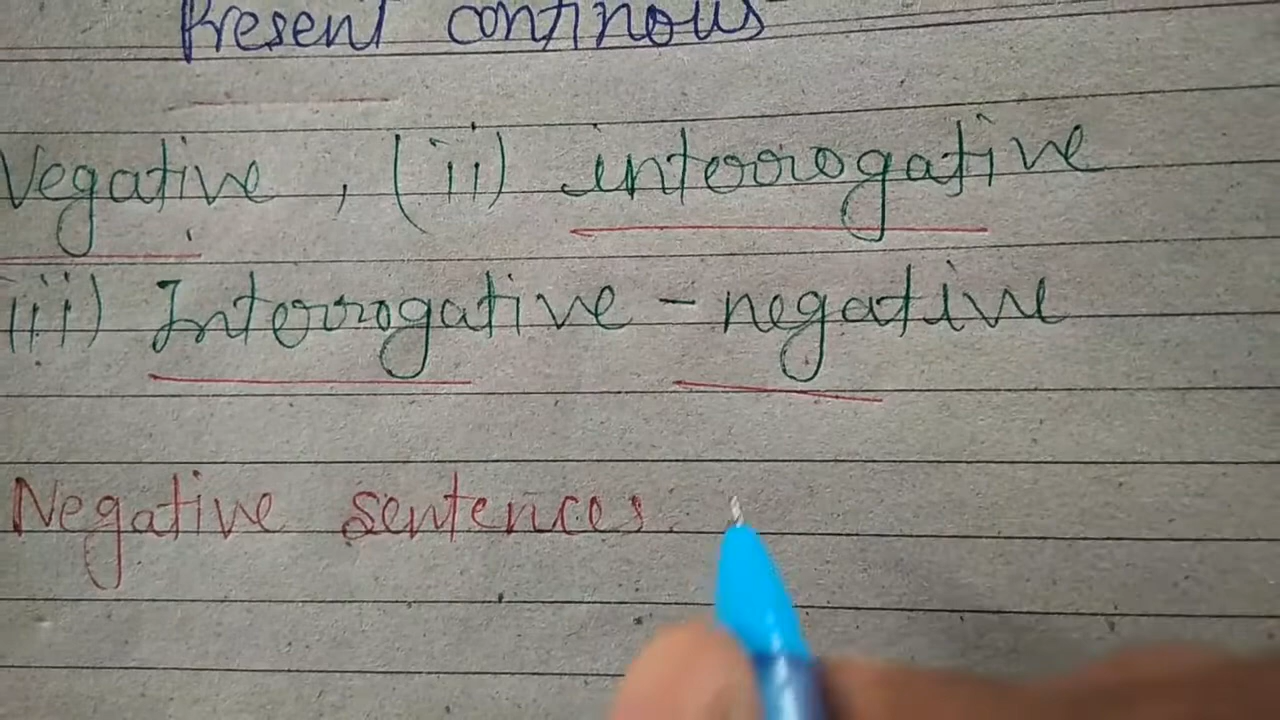 Present continous
Negative, (ii) interrogative
iii) Interrogative - negative
Negative sentences: